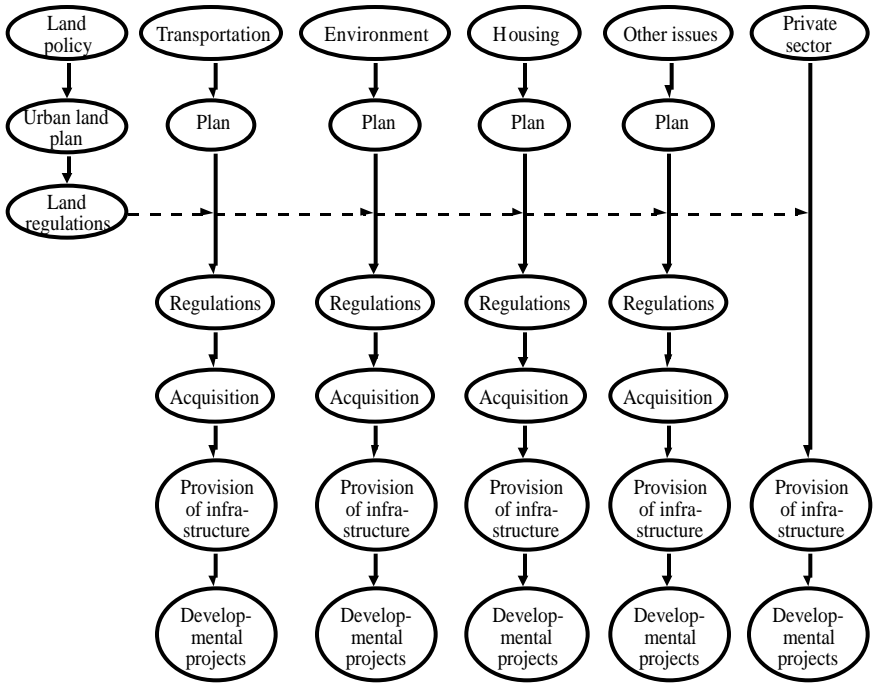 Land
policy
Transportation
Environment
Housing
Other issues
Private
sector
Urban land
plan
Plan
Plan
Plan
Plan
Land
regulations
Regulations
Regulations
Regulations
Regulations
Acquisition
Acquisition
Acquisition
Acquisition
Provision
of infra-
structure
Provision
of infra-
structure
Provision
of infra-
structure
Provision
of infra-
structure
Provision
of infra-
structure
Develop-
mental
projects
Develop-
mental
projects
Develop-
mental
projects
Develop-
mental
projects
Develop-
mental
projects